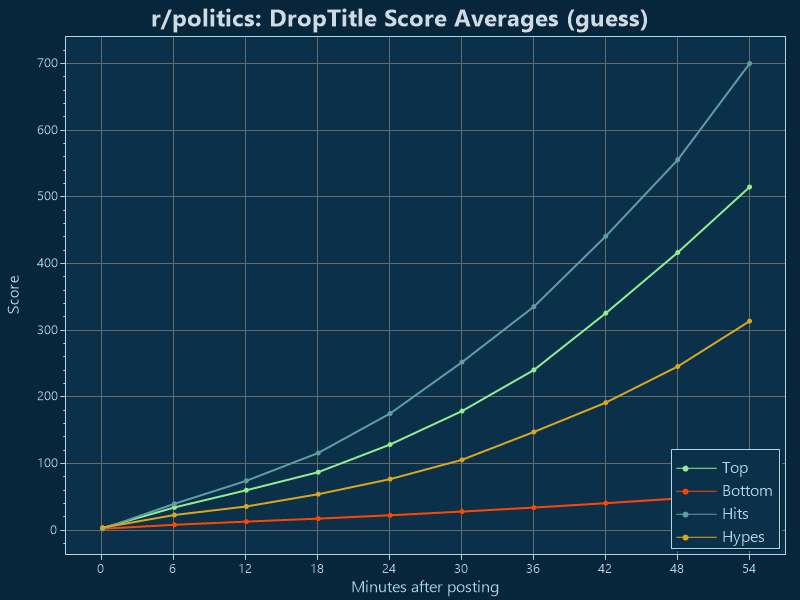 r/politics: DropTitle Score Averages (guess)
700
600
500
400
300
200
100
0
Score
Top
Bottom
Hits
Hypes
0 6 12 18 24 30 36 42 48 54
Minutes after posting